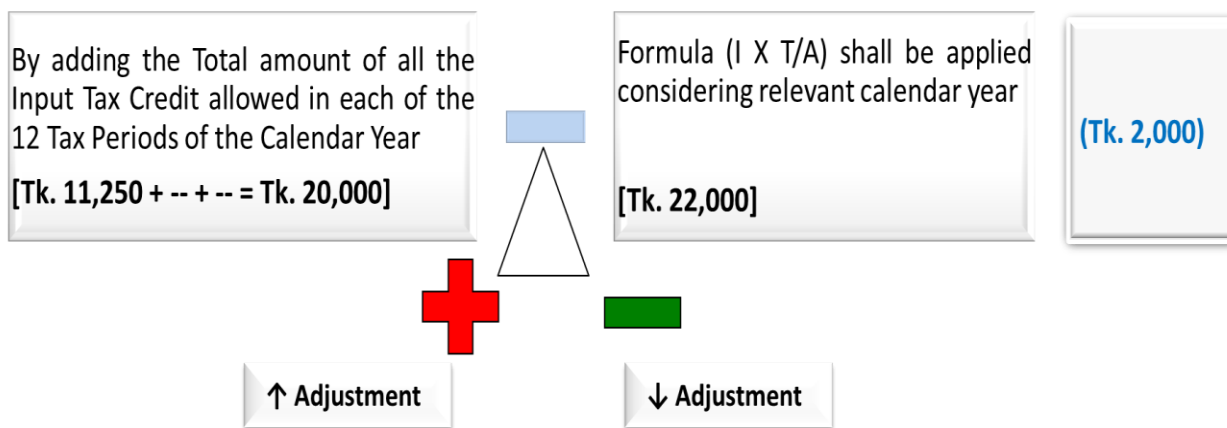 By adding the Total amount of all the
Input Tax Credit allowed in each of the
12 Tax Periods of the Calendar Year
[Tk. 11,250 + -- + -- = Tk. 20,000]
Formula (I X T/A) shall be applied
considering relevant calendar year
[Tk. 22,000]
(Tk. 2,000)
↑ Adjustment
↓ Adjustment